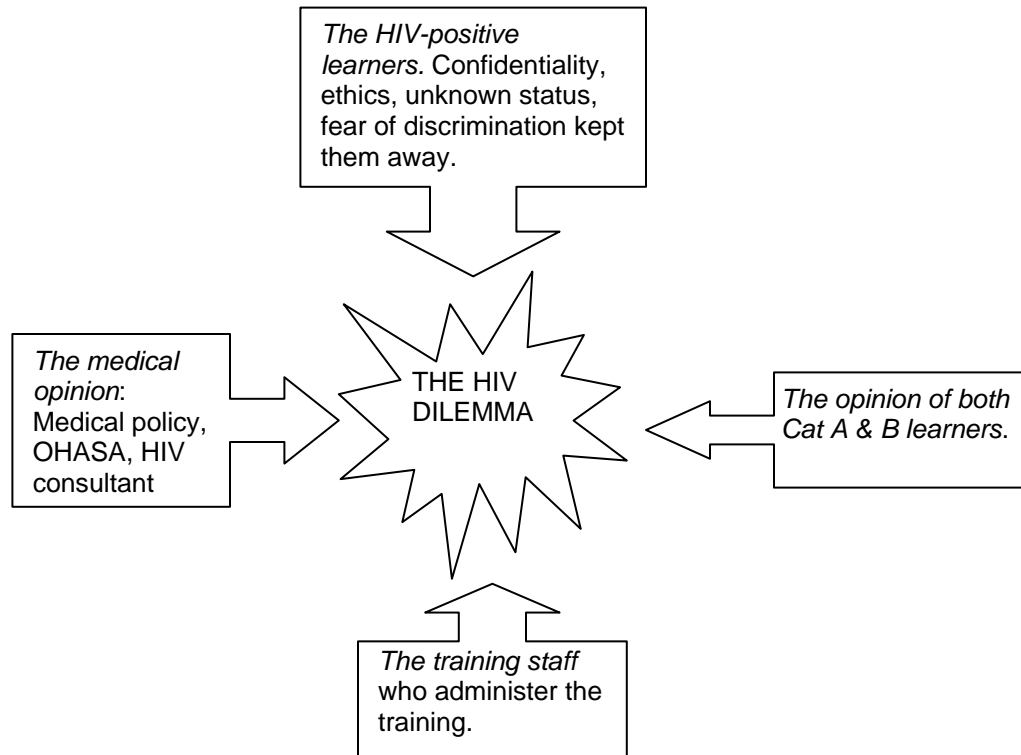 The HIV-positive
learners. Confidentiality,
ethics, unknown status,
fear of discrimination kept
them away.
The medical
opinion:
Medical policy,
OHASA, HIV
consultant
THE HIV
DILEMMA
The opinion of both
Cat A & B learners.
The training staff
who administer the
training.